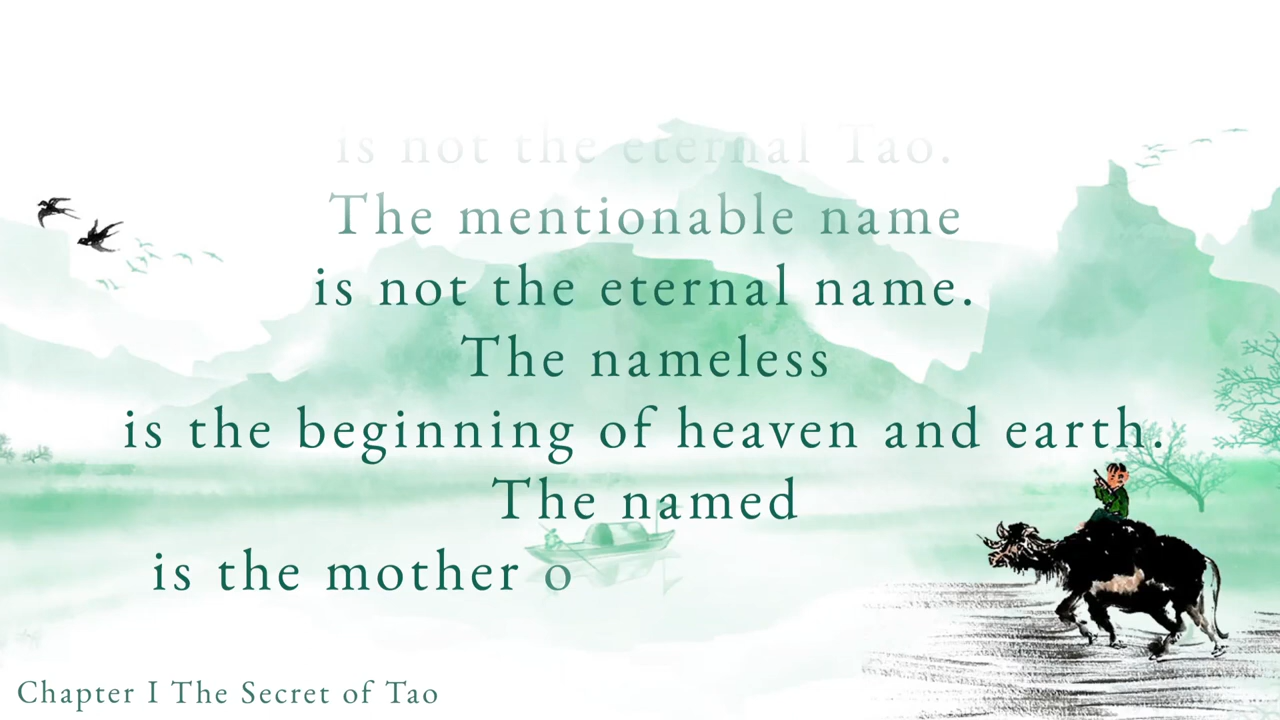 is not the eternal Tao.
The mentionable name
is not the eternal name.
The nameless
is the beginning of heaven and earth.
The named
is the mother o
Chapter I The Secret of Tao